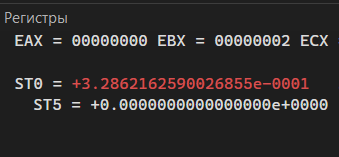 Регистры
EAX = 00000000 EBX = 00000002 ECX
ST0 = +3.2862162590026855e-0001
ST5 = +0.0000000000000000e+0000